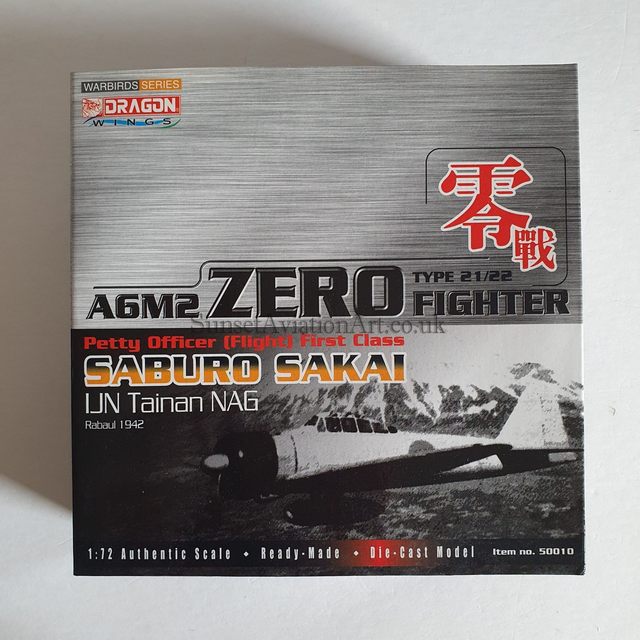 WARBIRDS SERIES
DRAGON
WINGS
零戰
A6M2 ZERO TYPE 21/22 FIGHTER
SunsetAviationArt.co.uk
Petty Officer (Flight) First Class
SABURO SAKAI
IJN Tainan NAG
Rabaul 1942
1:72 Authentic Scale • Ready-Made • Die-Cast Model Item no. 50010